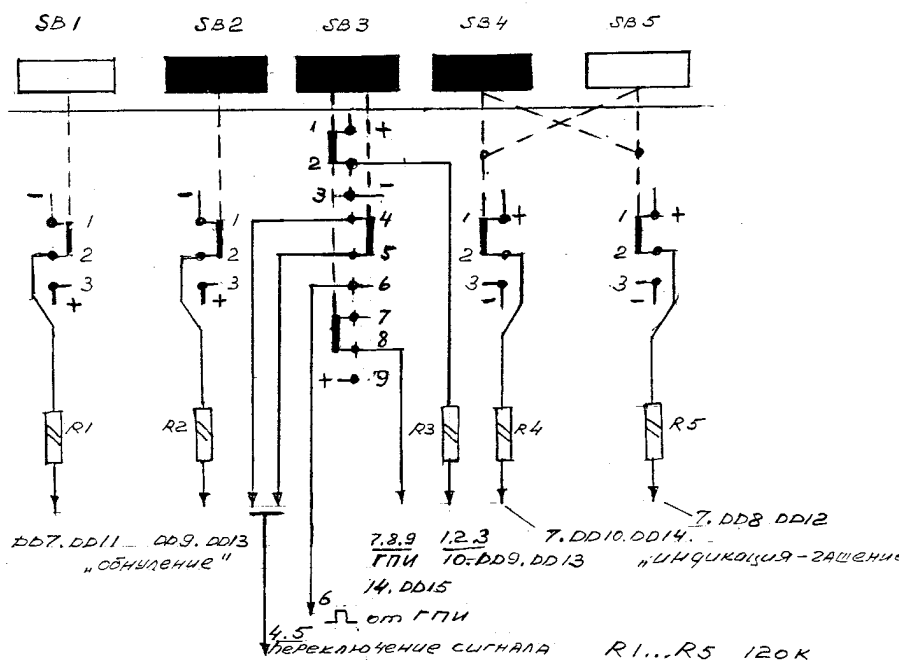 SB1 SB2 SB3 SB4 SB5
1 +
2
3 -
- 1 - 1 4 1 + 1 +
2 2 5 2 2
3 + 3 + 6 3 - 3 -
7
8
+ 9
R1 R2 R3 R4 R5
DD7.DD11 DD9.DD13 7.8.9 1.2.3 7.DD10.DD14. 7.DD8.DD12
„обнуление" ГПИ 10.DD9.DD13 „индикация-гашение
14.DD15
6 от ГПИ
4.5 переключение сигнала R1...R5 120К